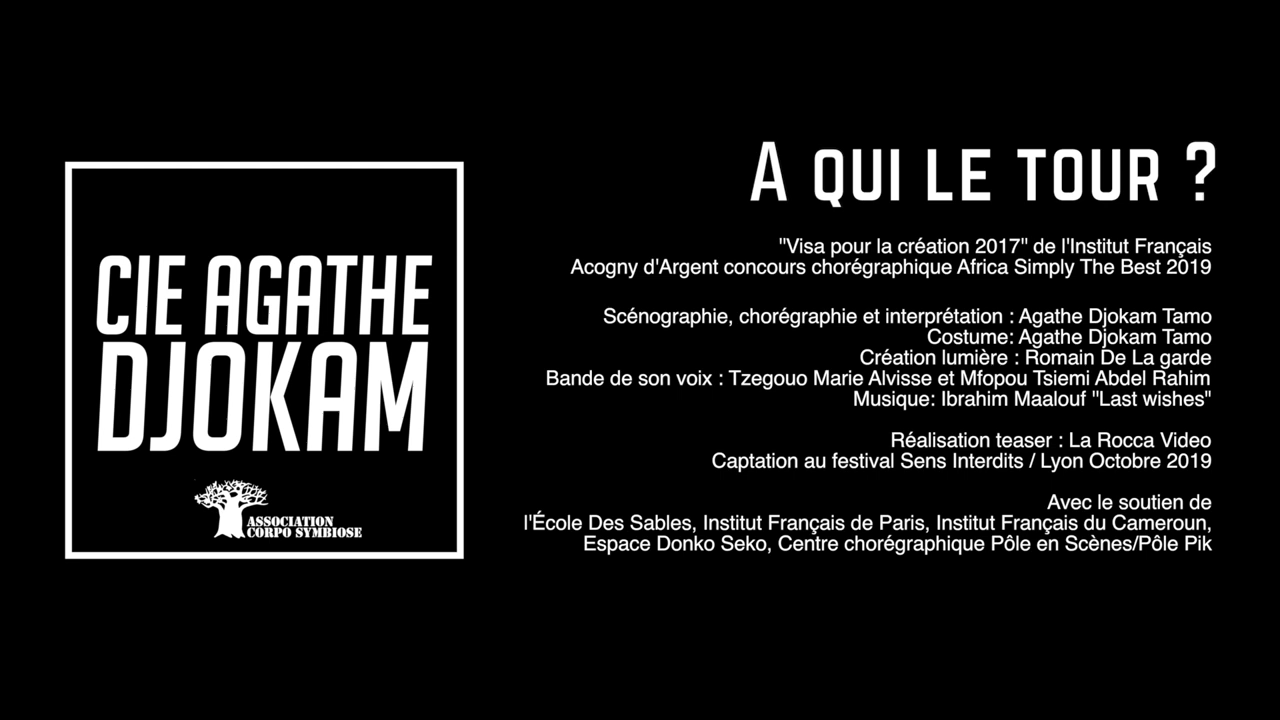 CIE AGATHE
DJOKAM
ASSOCIATION
CORPO SYMBIOSE
A QUI LE TOUR ?
"Visa pour la création 2017" de l'Institut Français
Acogny d'Argent concours chorégraphique Africa Simply The Best 2019
Scénographie, chorégraphie et interprétation : Agathe Djokam Tamo
Costume: Agathe Djokam Tamo
Création lumière : Romain De La garde
Bande de son voix : Tzegouo Marie Alvisse et Mfopou Tsiemi Abdel Rahim
Musique: Ibrahim Maalouf "Last wishes"
Réalisation teaser : La Rocca Video
Captation au festival Sens Interdits / Lyon Octobre 2019
Avec le soutien de
l'École Des Sables, Institut Français de Paris, Institut Français du Cameroun,
Espace Donko Seko, Centre chorégraphique Pôle en Scènes/Pôle Pik